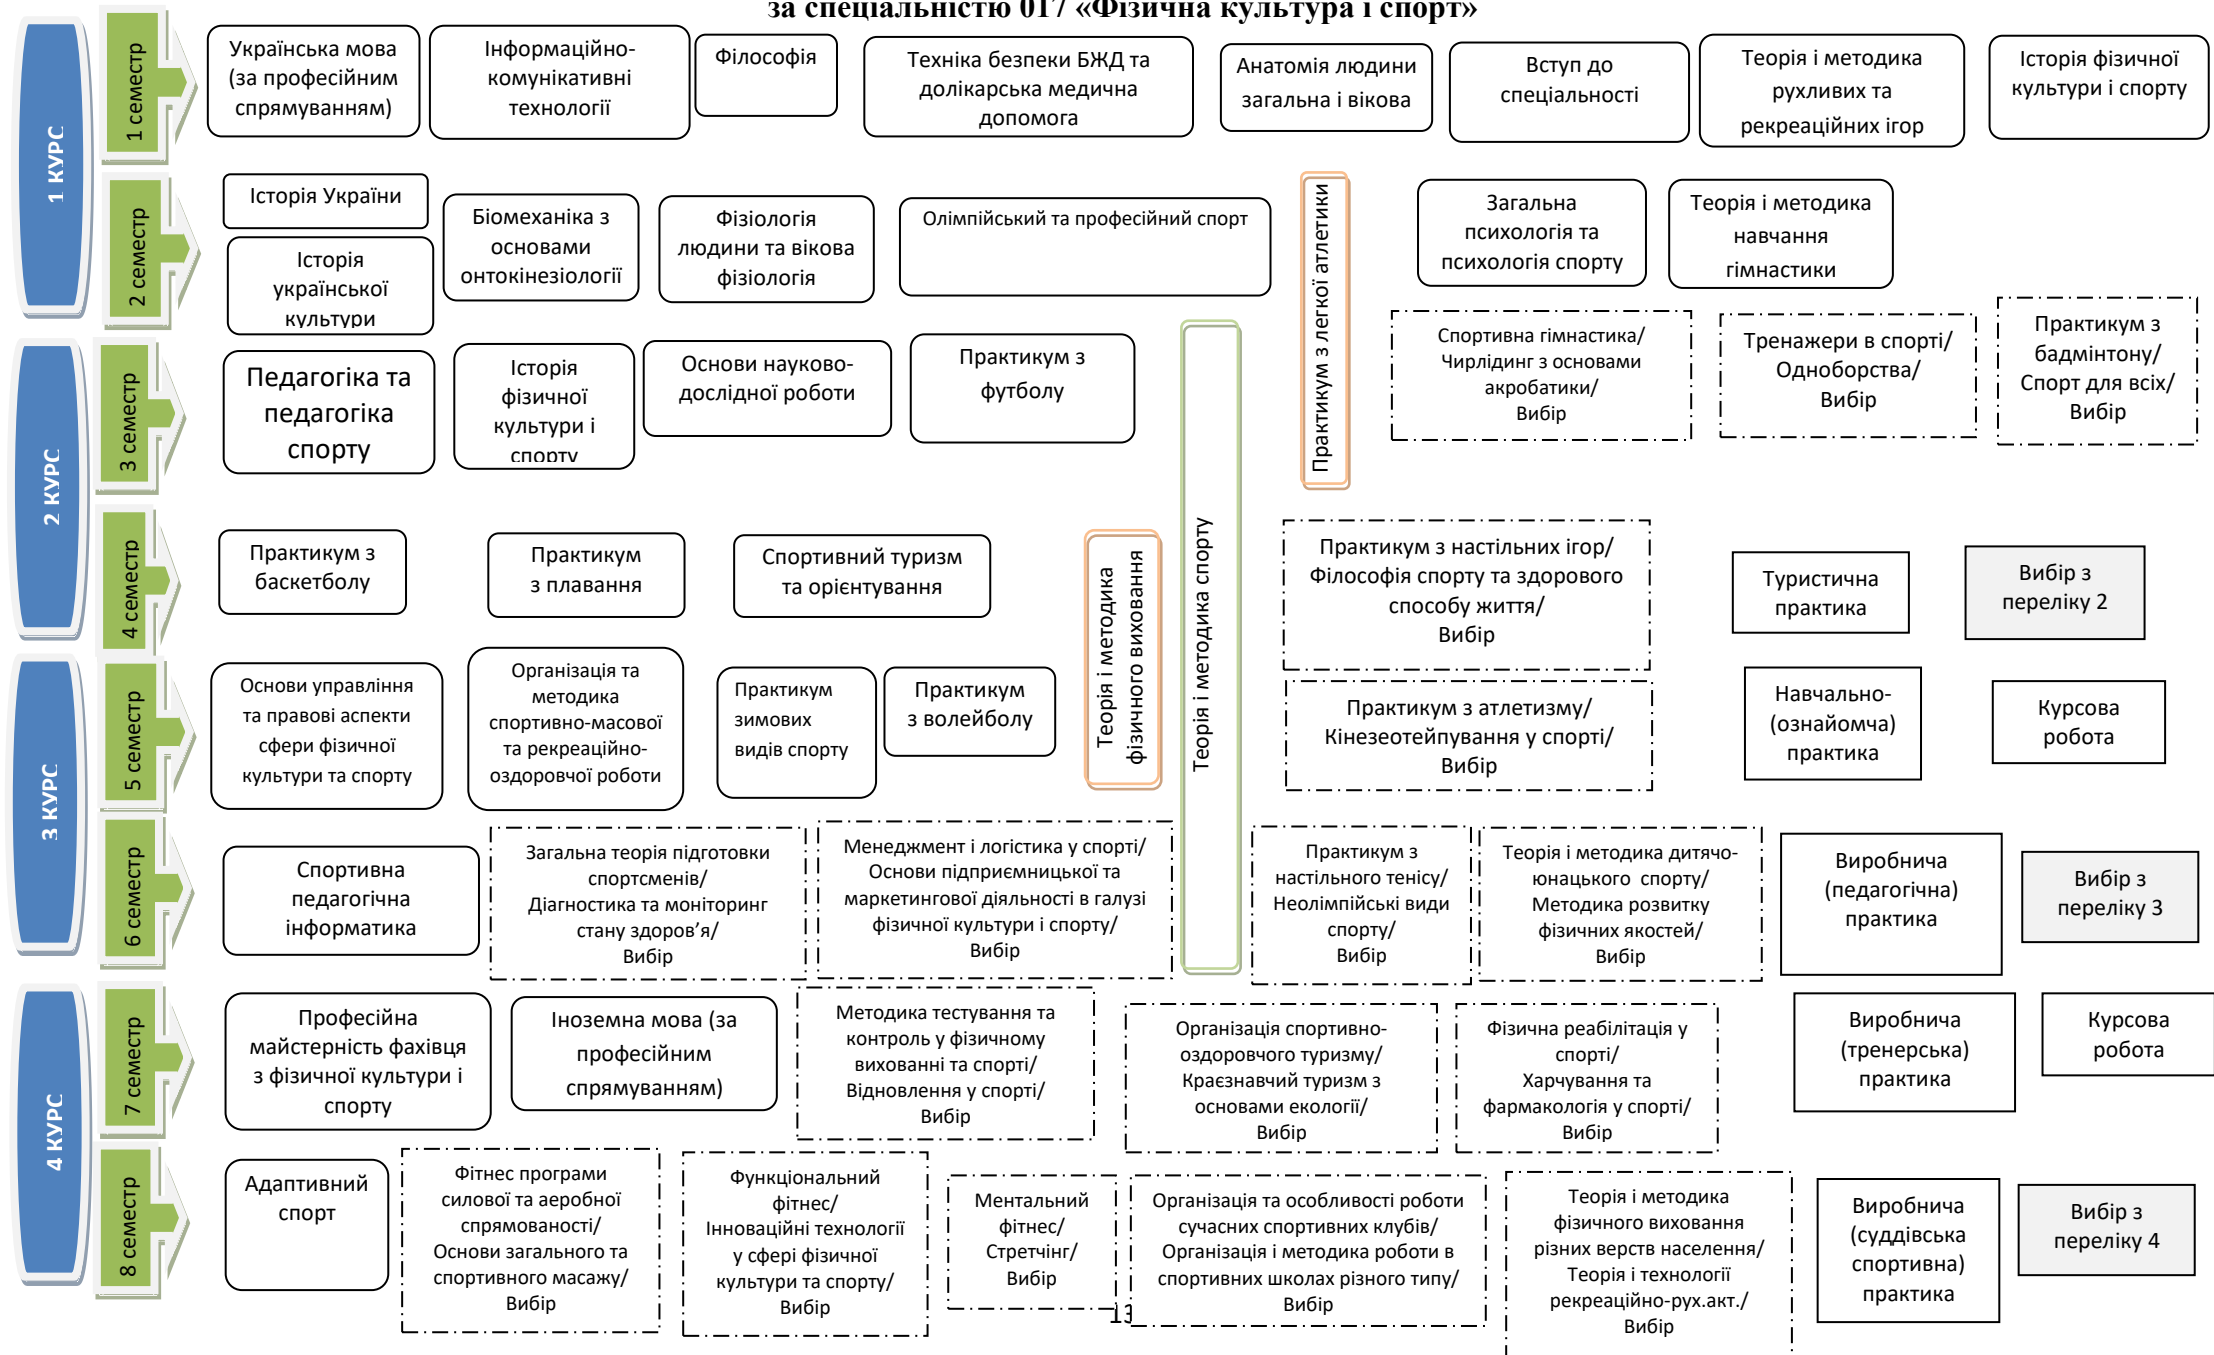 за спеціальністю 017 «Фізична культура і спорт»
1 КУРС
1 семестр
Українська мова
(за професійним
спрямуванням)
Інформаційно-
комунікативні
технології
Філософія
Техніка безпеки БЖД та
долікарська медична
допомога
Анатомія людини
загальна і вікова
Вступ до
спеціальності
Теорія і методика
рухливих та
рекреаційних ігор
Історія фізичної
культури і спорту
2 семестр
Історія України
Історія
української
культури
Біомеханіка з
основами
онтокінезіології
Фізіологія
людини та вікова
фізіологія
Олімпійський та професійний спорт
Практикум з легкої атлетики
Загальна
психологія та
психологія спорту
Теорія і методика
навчання
гімнастики
2 КУРС
3 семестр
Педагогіка та
педагогіка
спорту
Історія
фізичної
культури і
спорту
Основи науково-
дослідної роботи
Практикум з
футболу
Теорія і методика спорту
Спортивна гімнастика/
Чирлідинг з основами
акробатики/
Вибір
Тренажери в спорті/
Одноборства/
Вибір
Практикум з
бадмінтону/
Спорт для всіх/
Вибір
4 семестр
Практикум з
баскетболу
Практикум
з плавання
Спортивний туризм
та орієнтування
Теорія і методика
фізичного виховання
Практикум з настільних ігор/
Філософія спорту та здорового
способу життя/
Вибір
Туристична
практика
Вибір з
переліку 2
3 КУРС
5 семестр
Основи управління
та правові аспекти
сфери фізичної
культури та спорту
Організація та
методика
спортивно-масової
та рекреаційно-
оздоровчої роботи
Практикум
зимових
видів спорту
Практикум
з волейболу
Практикум з атлетизму/
Кінезеотейпування у спорті/
Вибір
Навчально-
(ознайомча)
практика
Курсова
робота
6 семестр
Спортивна
педагогічна
інформатика
Загальна теорія підготовки
спортсменів/
Діагностика та моніторинг
стану здоров’я/
Вибір
Менеджмент і логістика у спорті/
Основи підприємницької та
маркетингової діяльності в галузі
фізичної культури і спорту/
Вибір
Практикум з
настільного тенісу/
Неолімпійські види
спорту/
Вибір
Теорія і методика дитячо-
юнацького спорту/
Методика розвитку
фізичних якостей/
Вибір
Виробнича
(педагогічна)
практика
Вибір з
переліку 3
4 КУРС
7 семестр
Професійна
майстерність фахівця
з фізичної культури і
спорту
Іноземна мова (за
професійним
спрямуванням)
Методика тестування та
контроль у фізичному
вихованні та спорті/
Відновлення у спорті/
Вибір
Організація спортивно-
оздоровчого туризму/
Краєзнавчий туризм з
основами екології/
Вибір
Фізична реабілітація у
спорті/
Харчування та
фармакологія у спорті/
Вибір
Виробнича
(тренерська)
практика
Курсова
робота
8 семестр
Адаптивний
спорт
Фітнес програми
силової та аеробної
спрямованості/
Основи загального та
спортивного масажу/
Вибір
Функціональний
фітнес/
Інноваційні технології
у сфері фізичної
культури та спорту/
Вибір
Ментальний
фітнес/
Стретчінг/
Вибір
Організація та особливості роботи
сучасних спортивних клубів/
Організація і методика роботи в
спортивних школах різного типу/
Вибір
Теорія і методика
фізичного виховання
різних верств населення/
Теорія і технології
рекреаційно-рух.акт./
Вибір
Виробнича
(суддівська
спортивна)
практика
Вибір з
переліку 4
13